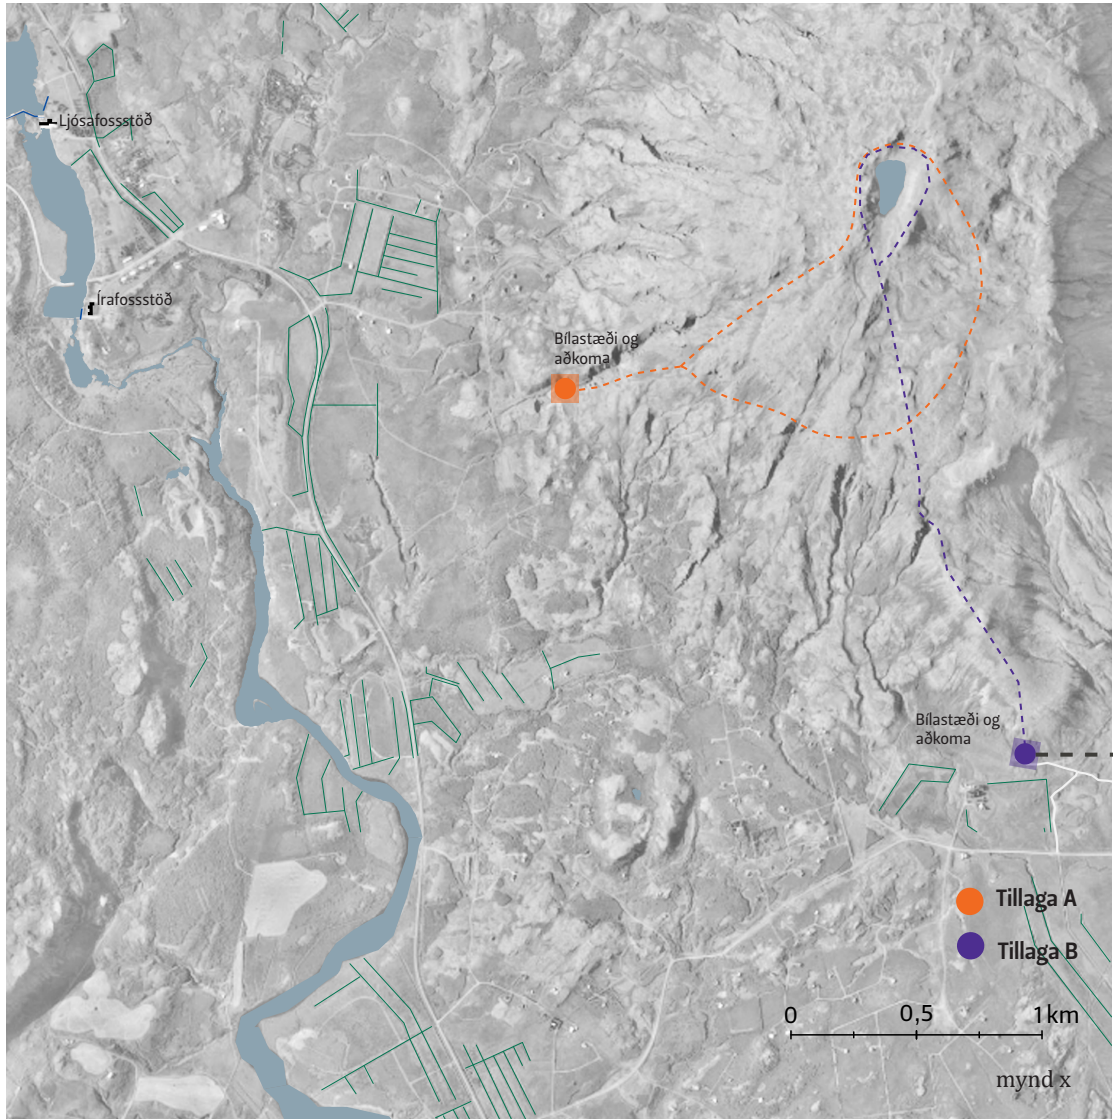 Ljósafossstöð
Írafossstöð
Bílastæði og
aðkoma
Bílastæði og
aðkoma
Tillaga A
Tillaga B
0 0,5 1km
mynd x